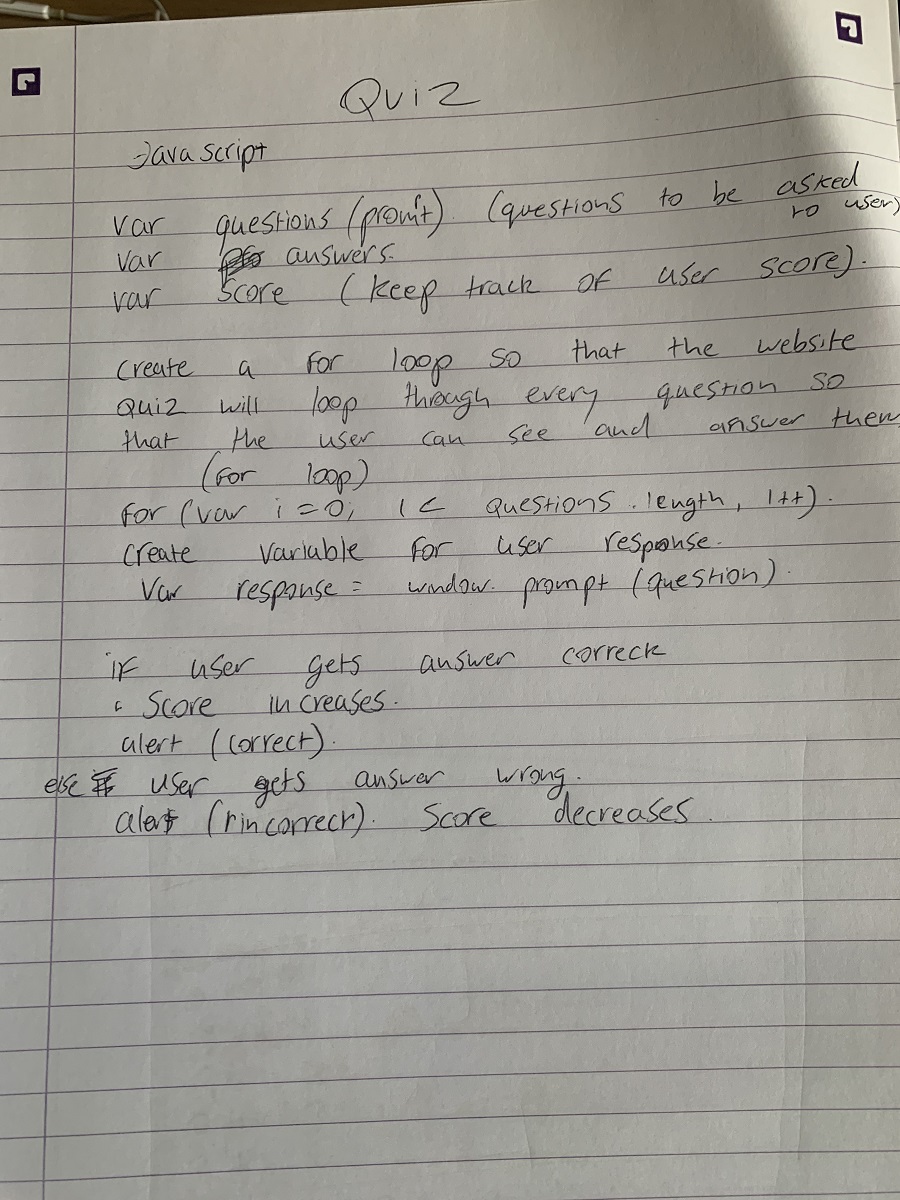 Quiz
Javascript
var questions (promt). (questions to be asked
to user)
var answers.
var score (keep track of user score).
create a for loop so that the website
quiz will loop through every question so
that the user can see and answer them
(for loop)
for (var i = 0, i < questions.length, i++).
create variable for user response.
var response = window.prompt (question).
if user gets answer correck
Score increases.
alert (correct).
else user gets answer wrong.
alert (incorrect). Score decreases.